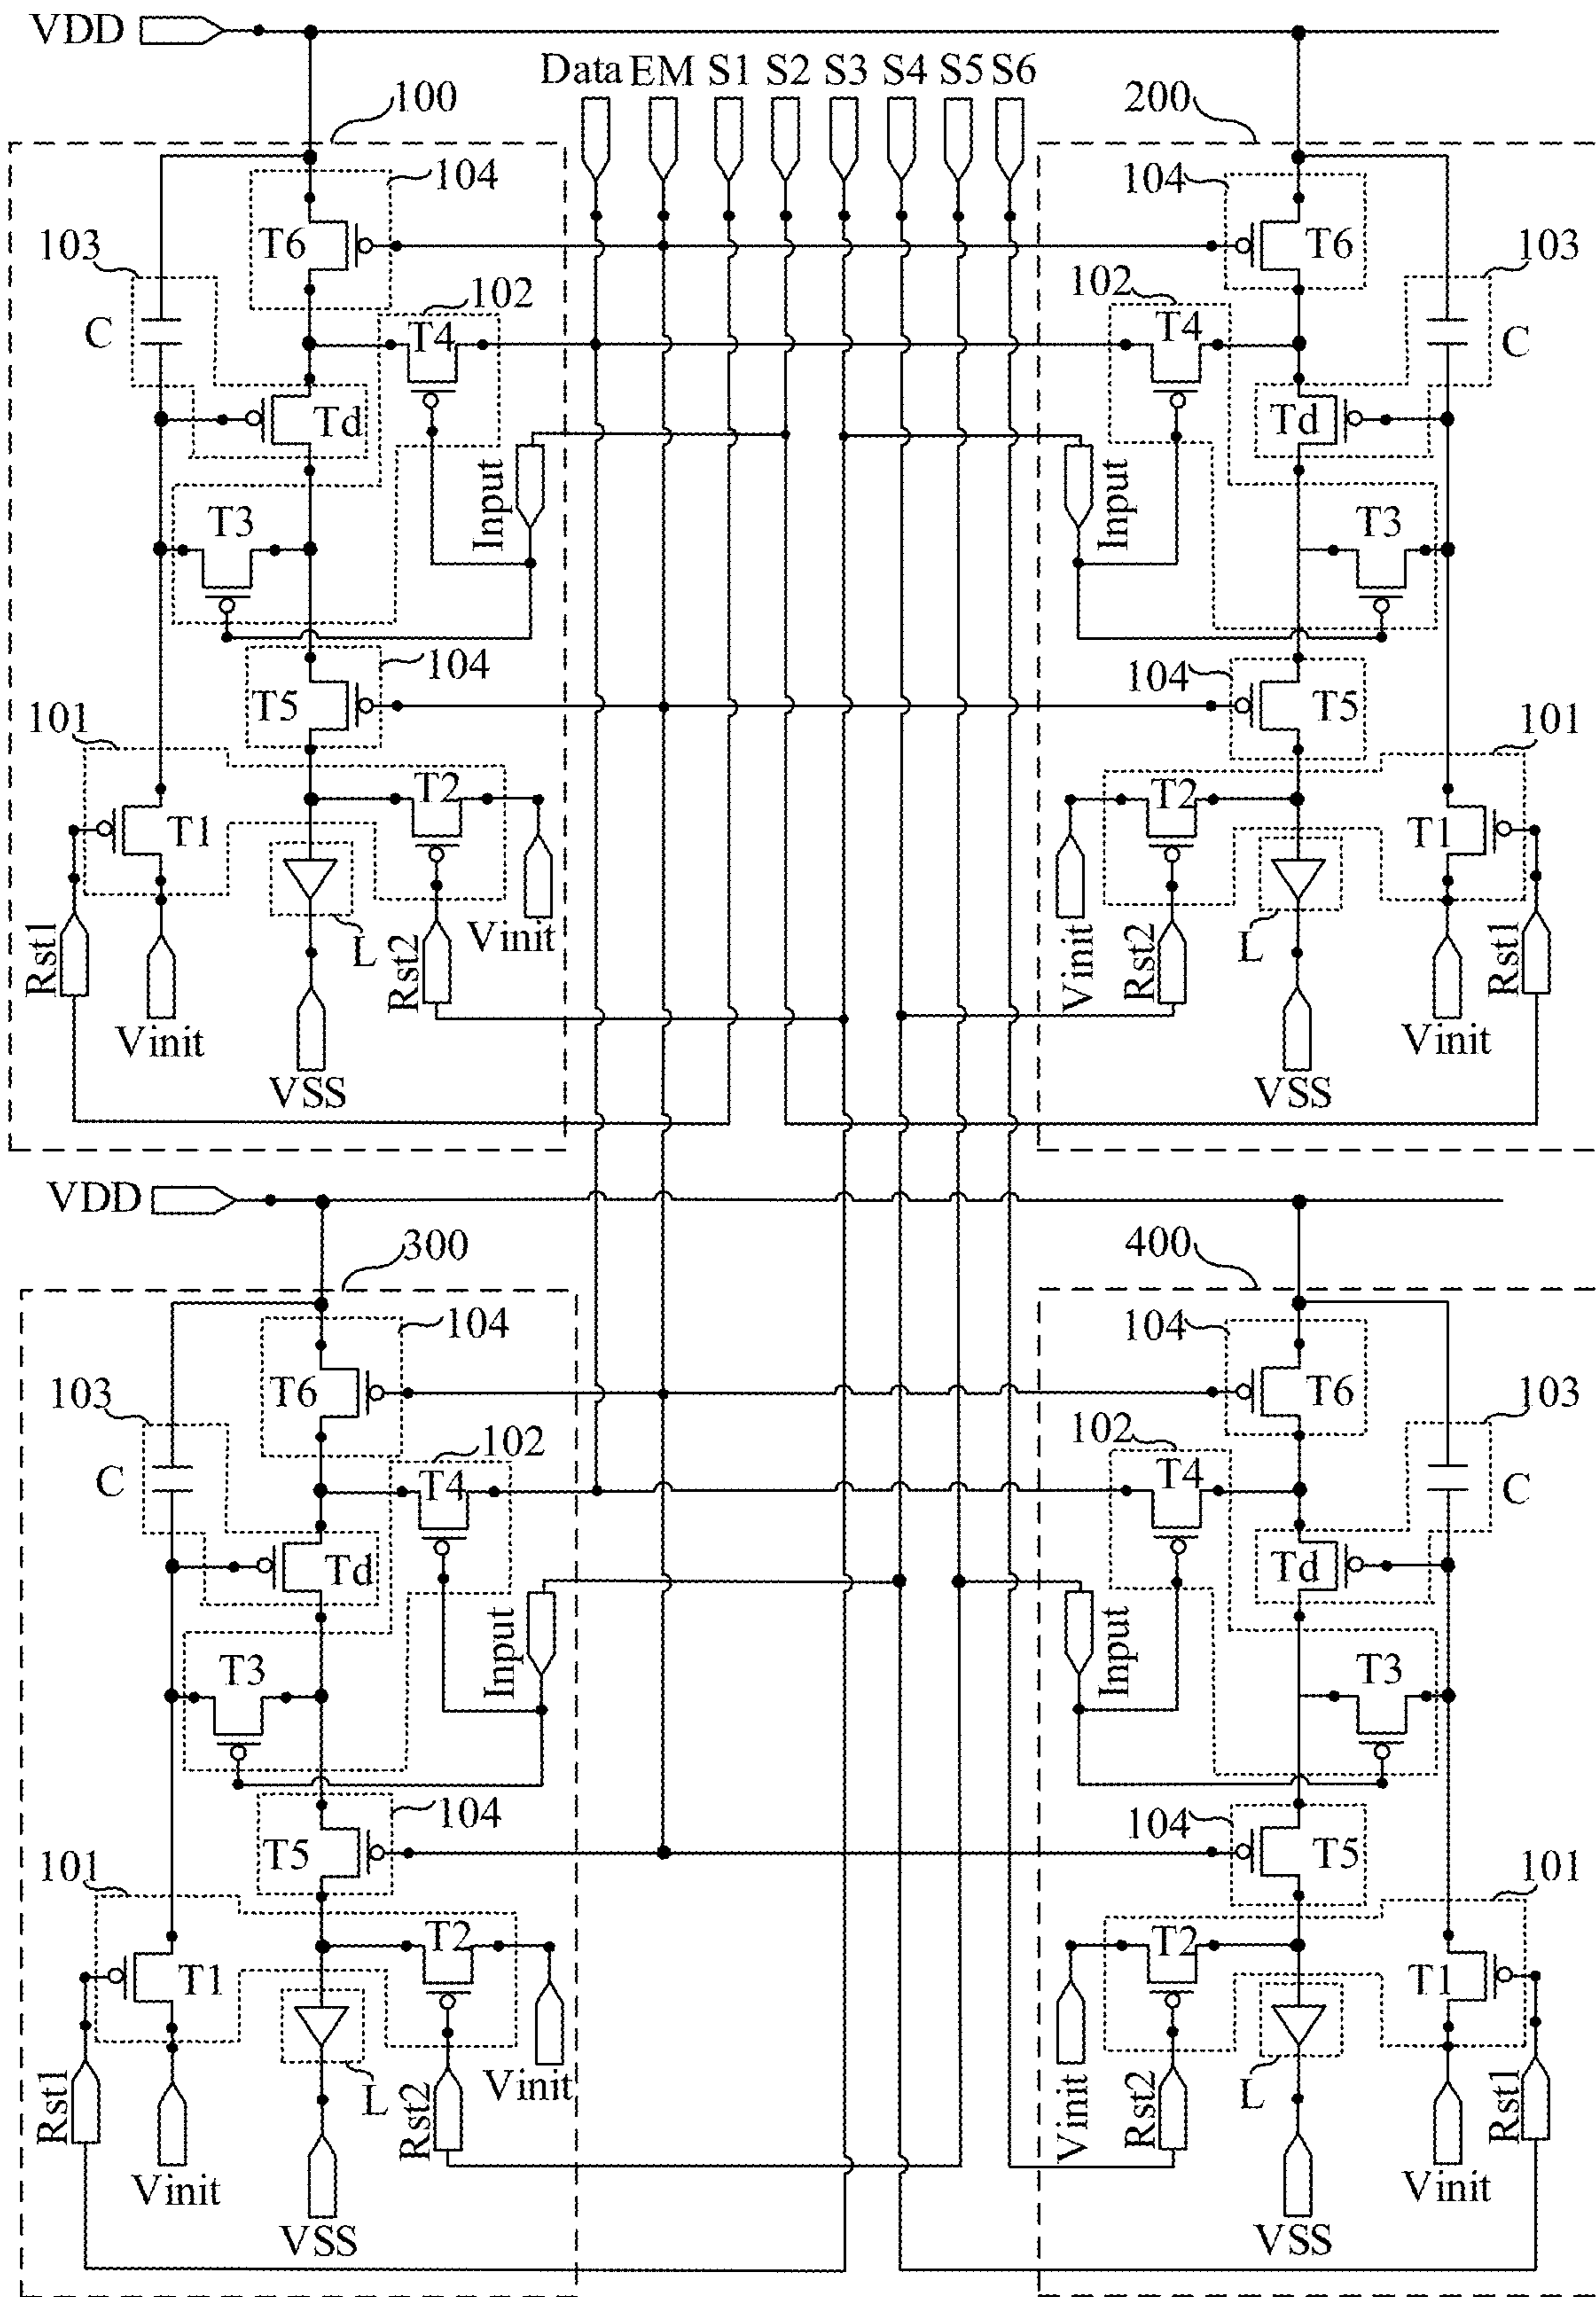 VDD
Data EM S1 S2 S3 S4 S5 S6
100
200
104
104
T6
T6
103
103
102
102
C
T4
T4
C
Td
Td
Input
Input
T3
T3
104
104
T5
T5
101
101
T2
T2
T1
T1
Rst1
Vinit
L
Rst2
Vinit
Vinit
Rst2
L
Rst1
Vinit
VSS
VSS
VDD
300
400
104
104
T6
T6
103
103
102
102
C
T4
T4
C
Td
Td
Input
Input
T3
T3
104
104
T5
T5
101
101
T2
T2
T1
T1
Rst1
Vinit
L
Rst2
Vinit
Vinit
Rst2
L
Rst1
Vinit
VSS
VSS